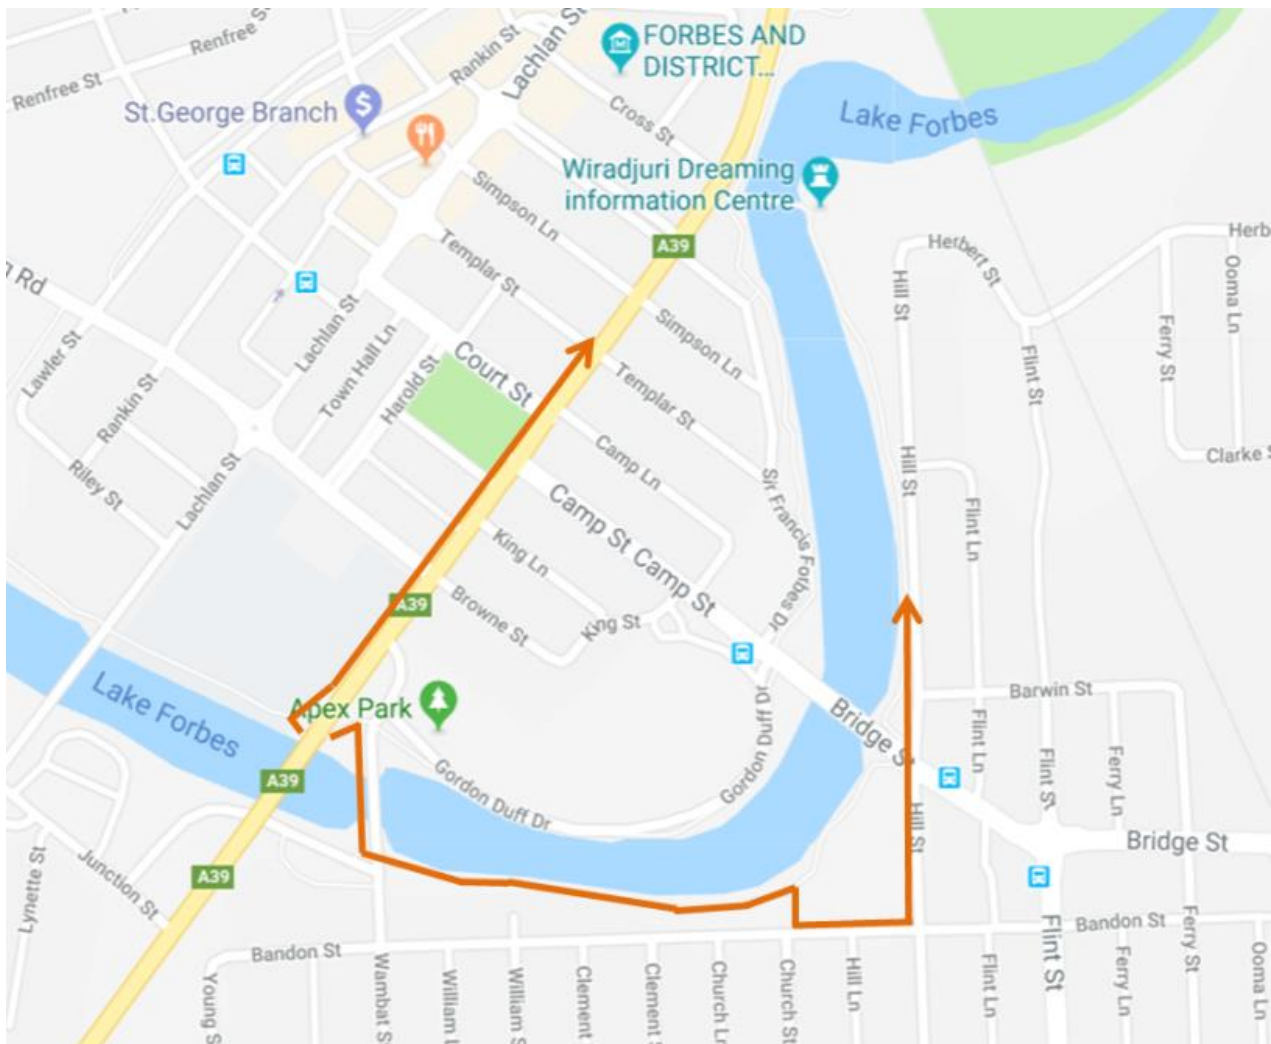 Renfree St
Renfree St
Rankin St
Lachlan St
FORBES AND
DISTRICT...
Cross St
Lake Forbes
St.George Branch
$
Wiradjuri Dreaming
information Centre
Simpson Ln
A39
Templar St
Herbert St
Herb
Ooma Ln
Hill St
Rd
Lachlan St
Town Hall Ln
Simpson Ln
Ferry St
Lawler St
Court St
Harold St
Templar St
Flint St
Rankin St
Camp Ln
Hill St
Clarke S
Riley St
Lachlan St
Sir Francis Forbes Dr
Camp St
Camp St
Flint Ln
King Ln
A39
Browne St
King St
Apex Park
Lake Forbes
Gordon Duff Dr
Bridge St
Barwin St
Flint Ln
Flint St
Ferry Ln
A39
Gordon Duff Dr
Hill St
Bridge St
Lynette St
Junction St
A39
Bandon St
Bandon St
Flint St
Ferry St
Young S
Wambat S
William L
William S
Clement
Clement S
Church Ln
Church St
Hill Ln
Flint Ln
Ferry Ln
Ooma Ln